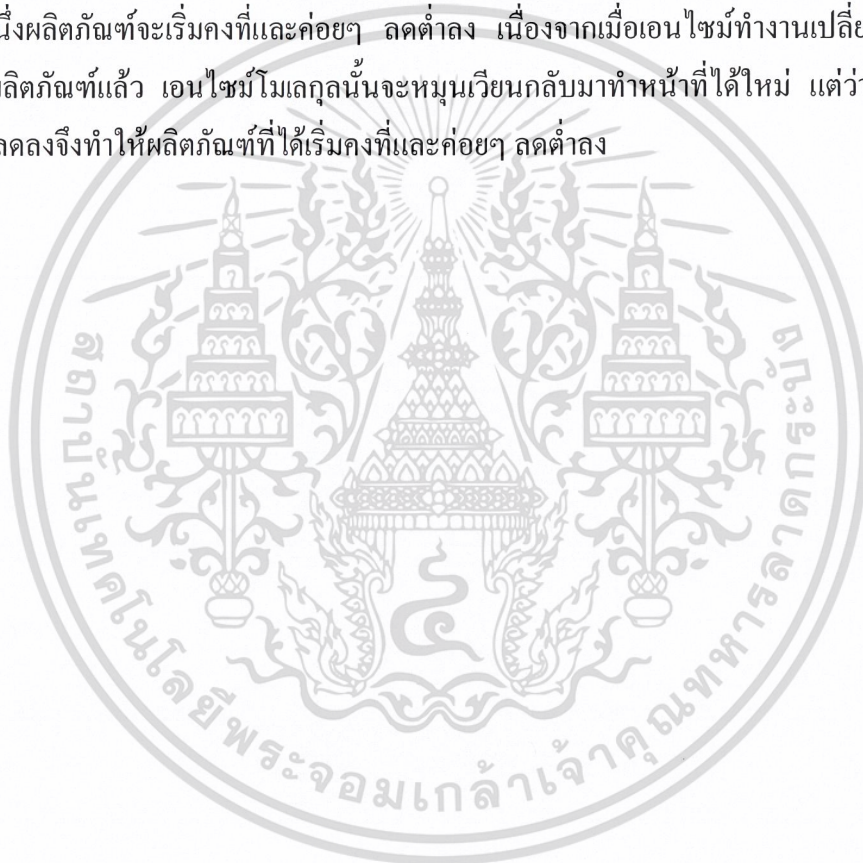 นึ่งผลิตภัณฑ์จะเริ่มคงที่และค่อยๆ ลดต่ำลง เนื่องจากเมื่อเอนไซม์ทำงานเปลี่ย
ผลิตภัณฑ์แล้ว เอนไซม์โมเลกุลนั้นจะหมุนเวียนกลับมาทำหน้าที่ได้ใหม่ แต่ว่า
ลดลงจึงทำให้ผลิตภัณฑ์ที่ได้เริ่มคงที่และค่อยๆ ลดต่ำลง
๔
สถาบันเทคโนโลยีพระจอมเกล้าเจ้าคุณทหารลาดกระบัง